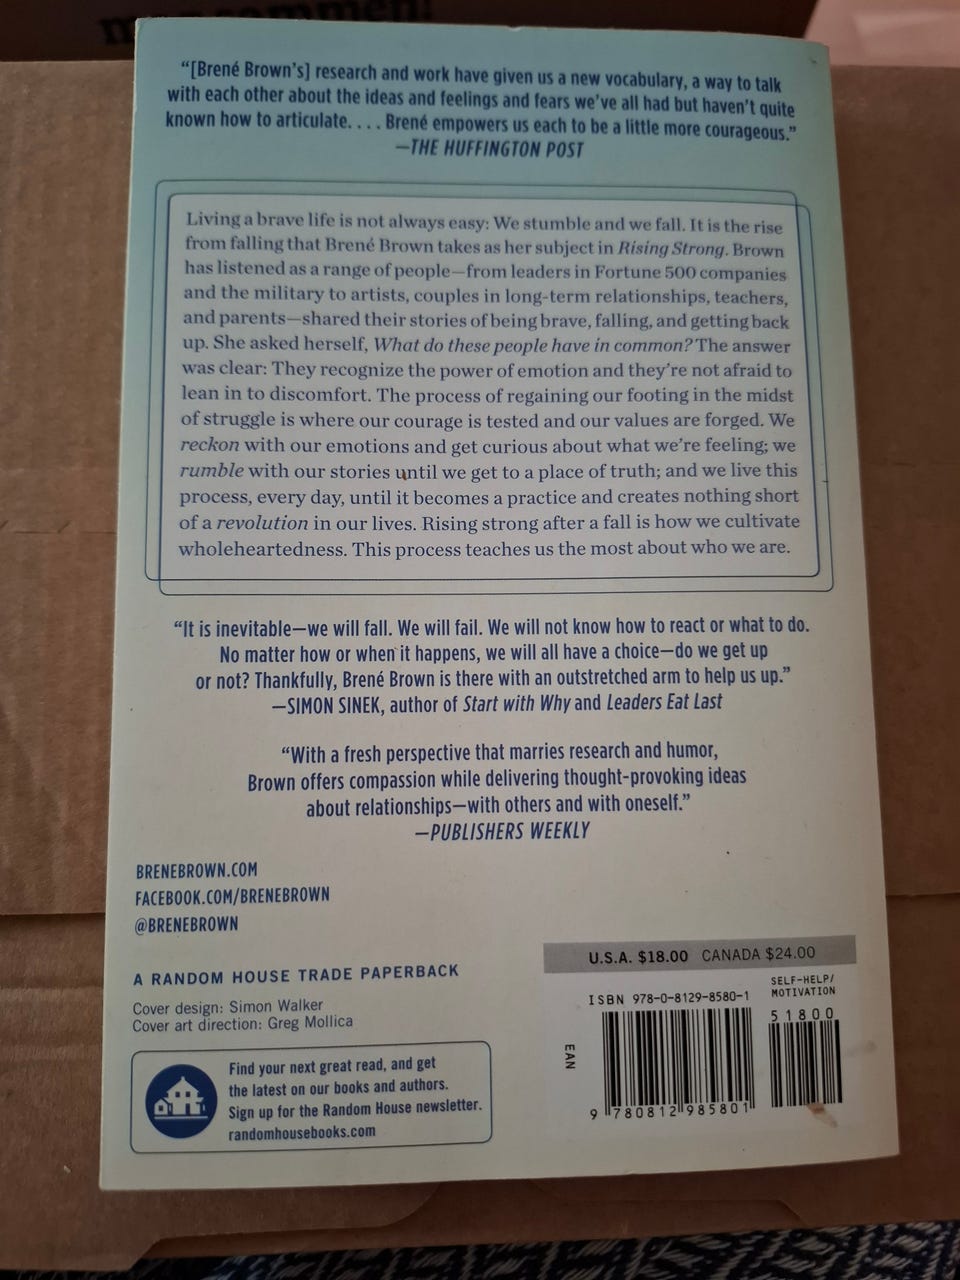 “[Brené Brown’s] research and work have given us a new vocabulary, a way to talk
with each other about the ideas and feelings and fears we’ve all had but haven’t quite
known how to articulate. . . . Brené empowers us each to be a little more courageous.”
—THE HUFFINGTON POST
Living a brave life is not always easy: We stumble and we fall. It is the rise
from falling that Brené Brown takes as her subject in Rising Strong. Brown
has listened as a range of people—from leaders in Fortune 500 companies
and the military to artists, couples in long-term relationships, teachers,
and parents—shared their stories of being brave, falling, and getting back
up. She asked herself, What do these people have in common? The answer
was clear: They recognize the power of emotion and they’re not afraid to
lean in to discomfort. The process of regaining our footing in the midst
of struggle is where our courage is tested and our values are forged. We
reckon with our emotions and get curious about what we’re feeling; we
rumble with our stories until we get to a place of truth; and we live this
process, every day, until it becomes a practice and creates nothing short
of a revolution in our lives. Rising strong after a fall is how we cultivate
wholeheartedness. This process teaches us the most about who we are.
“It is inevitable—we will fall. We will fail. We will not know how to react or what to do.
No matter how or when it happens, we will all have a choice—do we get up
or not? Thankfully, Brené Brown is there with an outstretched arm to help us up.”
—SIMON SINEK, author of Start with Why and Leaders Eat Last
“With a fresh perspective that marries research and humor,
Brown offers compassion while delivering thought-provoking ideas
about relationships—with others and with oneself.”
—PUBLISHERS WEEKLY
BRENEBROWN.COM
FACEBOOK.COM/BRENEBROWN
@BRENEBROWN
A RANDOM HOUSE TRADE PAPERBACK
Cover design: Simon Walker
Cover art direction: Greg Mollica
Find your next great read, and get
the latest on our books and authors.
Sign up for the Random House newsletter.
randomhousebooks.com
U.S.A. $18.00 CANADA $24.00
SELF-HELP/
MOTIVATION
ISBN 978-0-8129-8580-1
51800
EAN
9 780812 985801